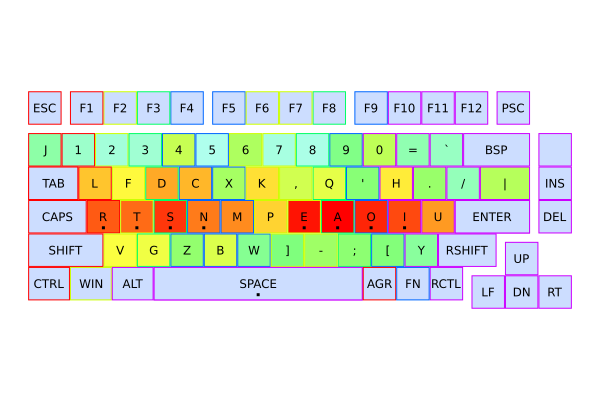 ESC F1 F2 F3 F4 F5 F6 F7 F8 F9 F10 F11 F12 PSC
J 1 2 3 4 5 6 7 8 9 0 = ` BSP
TAB L F D C X K , Q ' H . / | INS
CAPS R T S N M P E A O I U ENTER DEL
SHIFT V G Z B W ] - ; [ Y RSHIFT UP
CTRL WIN ALT SPACE AGR FN RCTL LF DN RT